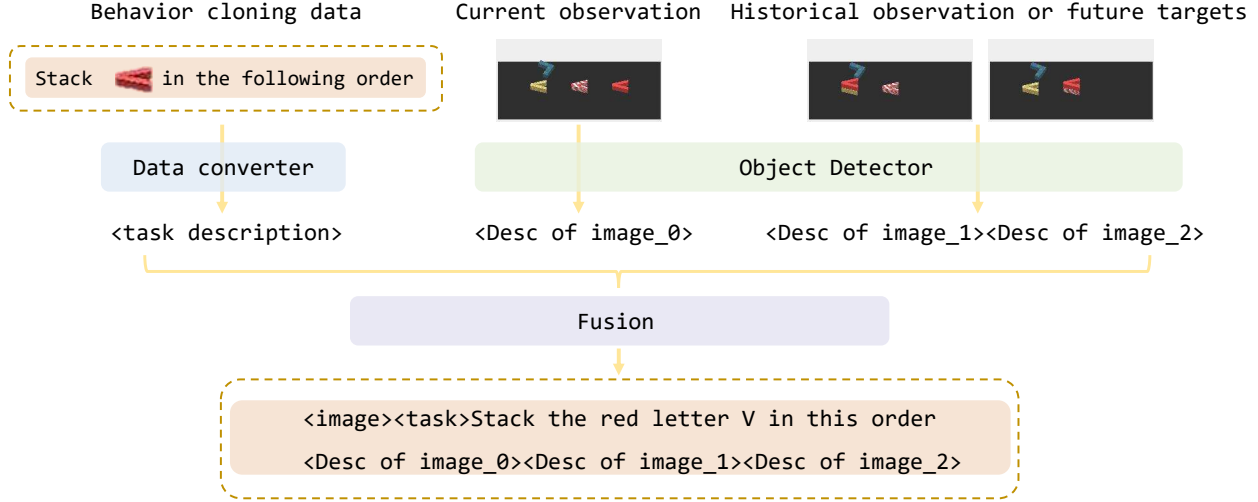 Behavior cloning data
Current observation
Historical observation or future targets
Stack in the following order
Data converter
Object Detector
<task description>
<Desc of image_0>
<Desc of image_1><Desc of image_2>
Fusion
<image><task>Stack the red letter V in this order
<Desc of image_0><Desc of image_1><Desc of image_2>